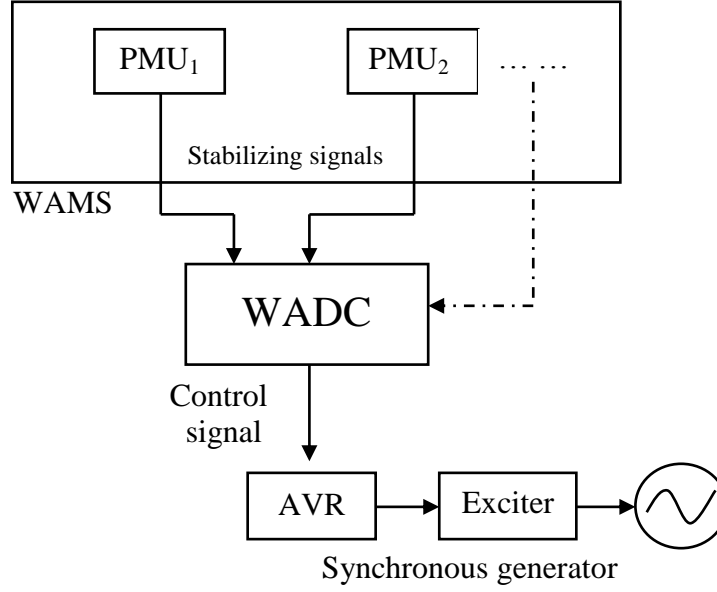 PMU₁
PMU₂
... ...
Stabilizing signals
WAMS
WADC
Control
signal
AVR
Exciter
Synchronous generator